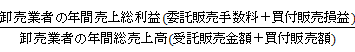 卸売業者の年間売上総利益(委託販売手数料＋買付販売損益)
卸売業者の年間総売上高(受託販売金額＋買付販売額)